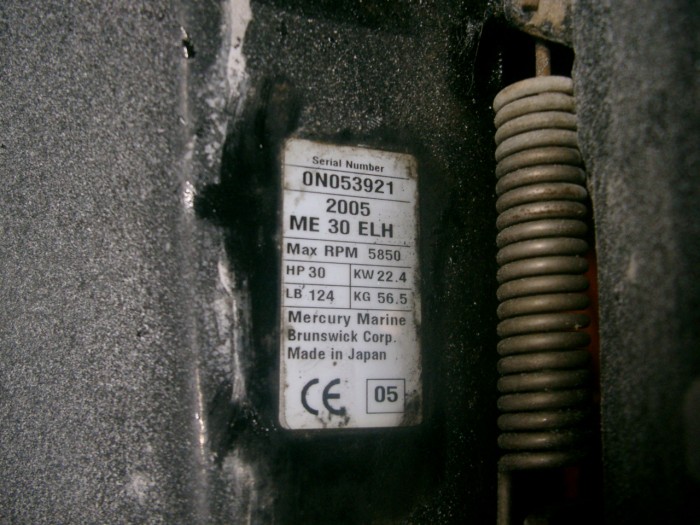 Serial Number
0N053921
2005
ME 30 ELH
Max RPM 5850
HP 30 KW 22.4
LB 124 KG 56.5
Mercury Marine
Brunswick Corp.
Made in Japan
CE 05